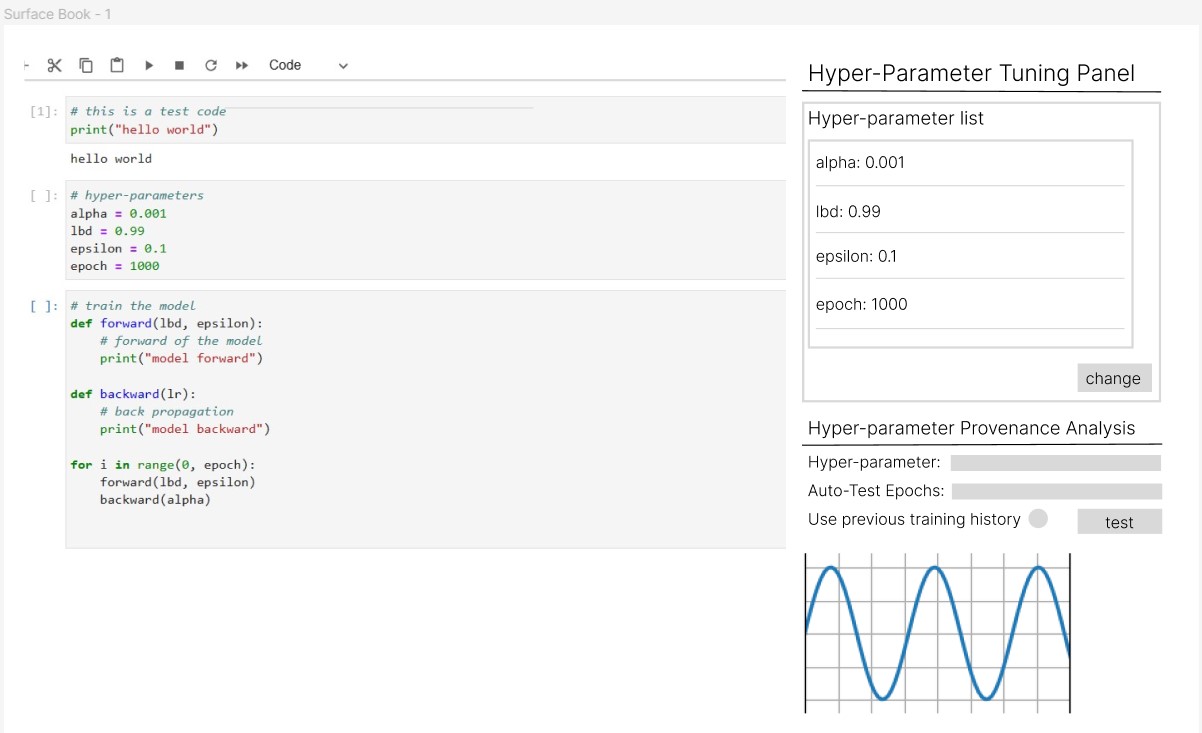 Surface Book - 1
Code
[1]: # this is a test code
print("hello world")
hello world
[ ]: # hyper-parameters
alpha = 0.001
lbd = 0.99
epsilon = 0.1
epoch = 1000
[ ]: # train the model
def forward(lbd, epsilon):
    # forward of the model
    print("model forward")
def backward(lr):
    # back propagation
    print("model backward")
for i in range(0, epoch):
    forward(lbd, epsilon)
    backward(alpha)
Hyper-Parameter Tuning Panel
Hyper-parameter list
alpha: 0.001
lbd: 0.99
epsilon: 0.1
epoch: 1000
change
Hyper-parameter Provenance Analysis
Hyper-parameter:
Auto-Test Epochs:
Use previous training history
test